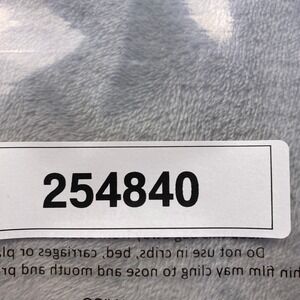 254840
Do not use in cribs, bed, carriages or
thin film may cling to nose and mouth and